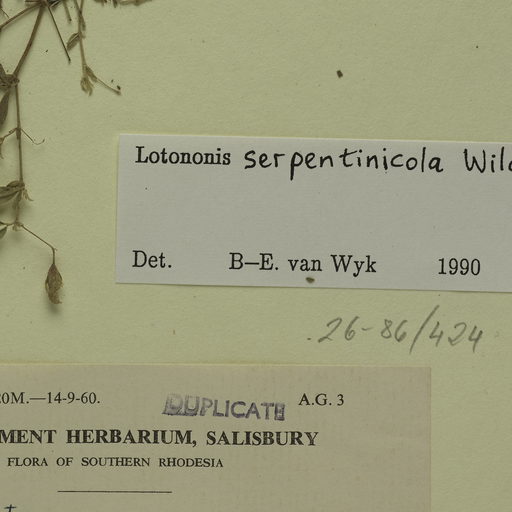 Lotononis serpentinicola Wild
Det. B–E. van Wyk 1990
26-86/424
20M.—14-9-60. DUPLICATE A.G. 3
MENT HERBARIUM, SALISBURY
FLORA OF SOUTHERN RHODESIA